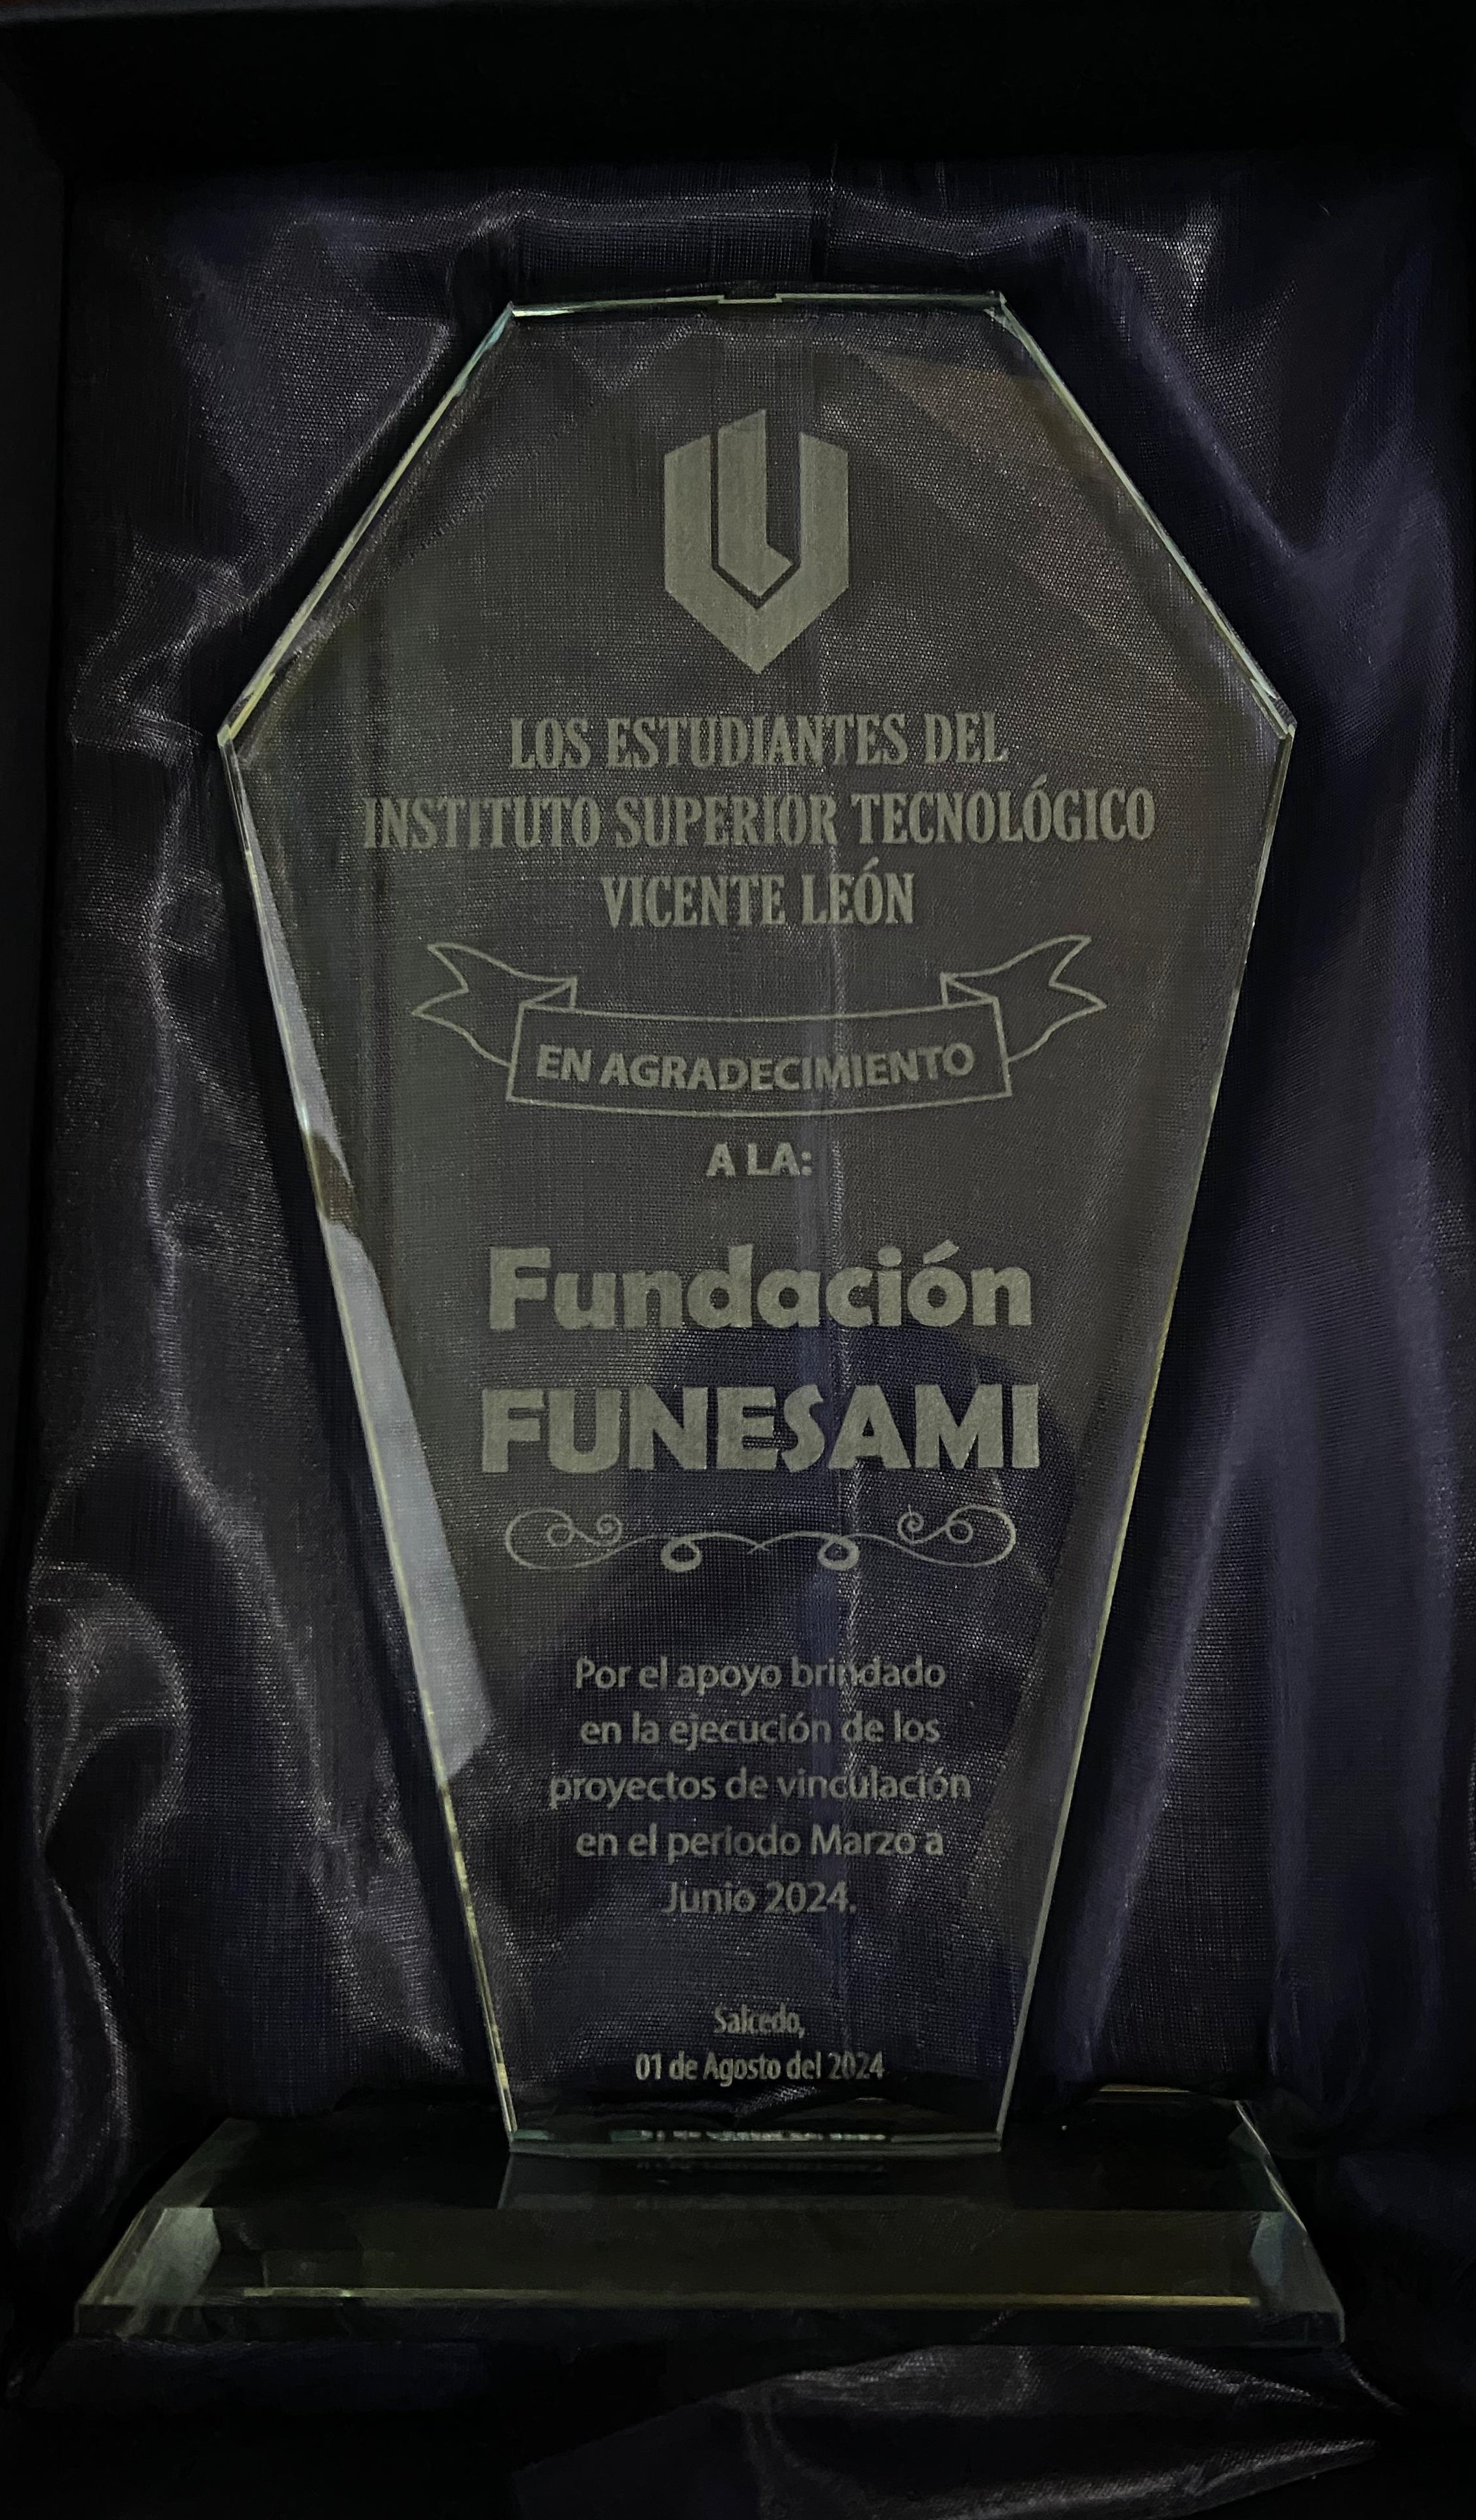 LOS ESTUDIANTES DEL
INSTITUTO SUPERIOR TECNOLÓGICO
VICENTE LEÓN
EN AGRADECIMIENTO
A LA:
Fundación
FUNESAMI
Por el apoyo brindado
en la ejecución de los
proyectos de vinculación
en el período Marzo a
Junio 2024.
Salcedo,
01 de Agosto del 2024